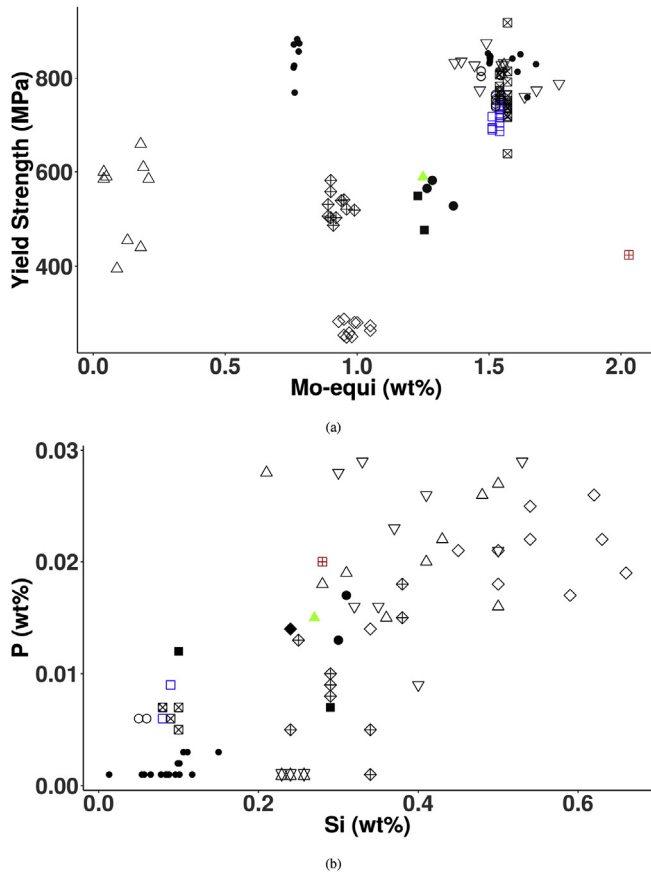 Yield Strength (MPa)
800
600
400
0.0 0.5 1.0 1.5 2.0
Mo-equi (wt%)
(a)
P (wt%)
0.03
0.02
0.01
0.00
0.0 0.2 0.4 0.6
Si (wt%)
(b)